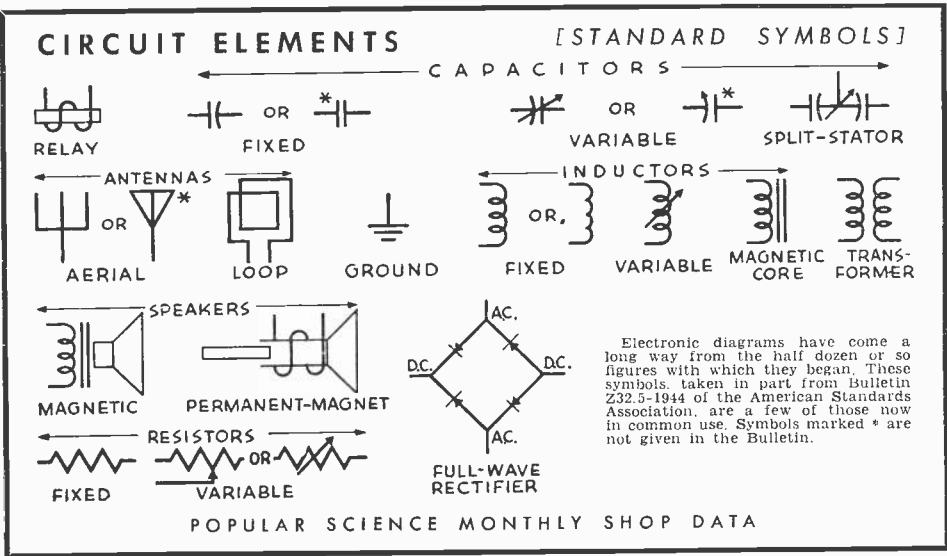 CIRCUIT ELEMENTS [STANDARD SYMBOLS]
CAPACITORS
OR * OR *
RELAY FIXED VARIABLE SPLIT-STATOR
ANTENNAS INDUCTORS
OR * OR.
AERIAL LOOP GROUND FIXED VARIABLE MAGNETIC CORE TRANS-FORMER
SPEAKERS
A.C.
D.C. D.C.
MAGNETIC PERMANENT-MAGNET
A.C.
RESISTORS
OR
FIXED VARIABLE
FULL-WAVE
RECTIFIER
Electronic diagrams have come a
long way from the half dozen or so
figures with which they began. These
symbols, taken in part from Bulletin
Z32.5-1944 of the American Standards
Association, are a few of those now
in common use. Symbols marked * are
not given in the Bulletin.
POPULAR SCIENCE MONTHLY SHOP DATA